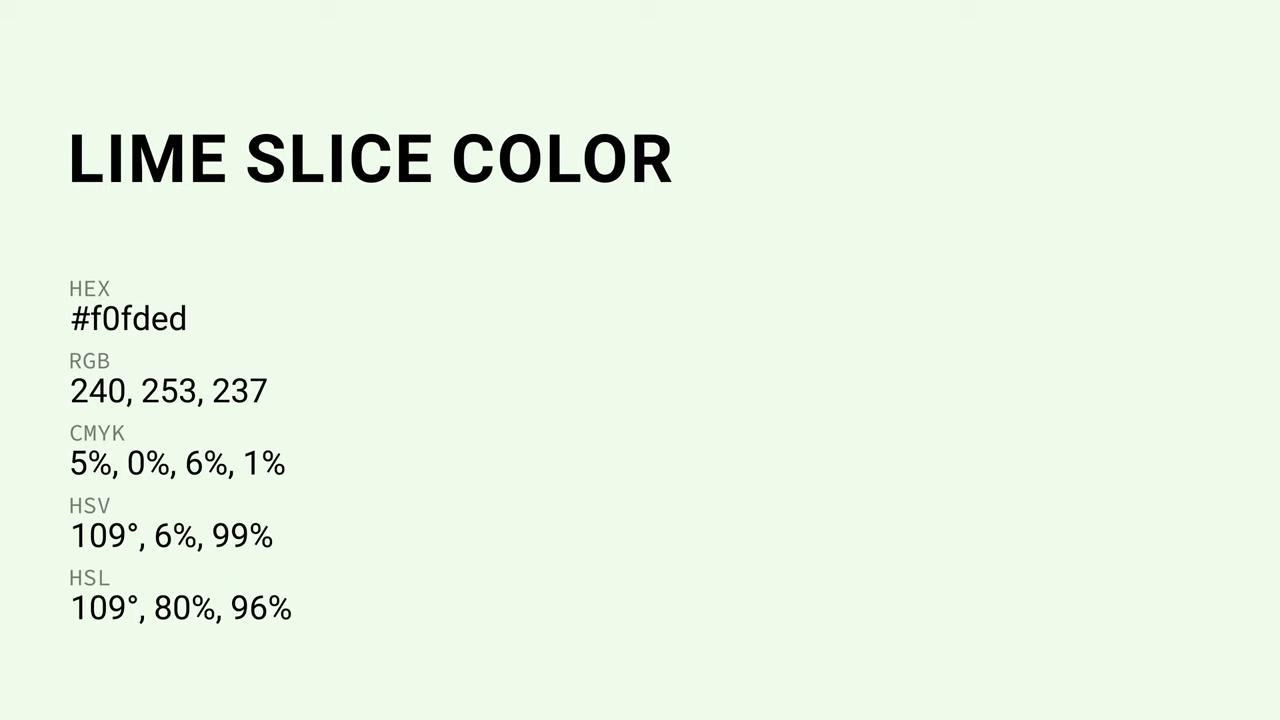 LIME SLICE COLOR
HEX
#f0fded
RGB
240, 253, 237
CMYK
5%, 0%, 6%, 1%
HSV
109°, 6%, 99%
HSL
109°, 80%, 96%